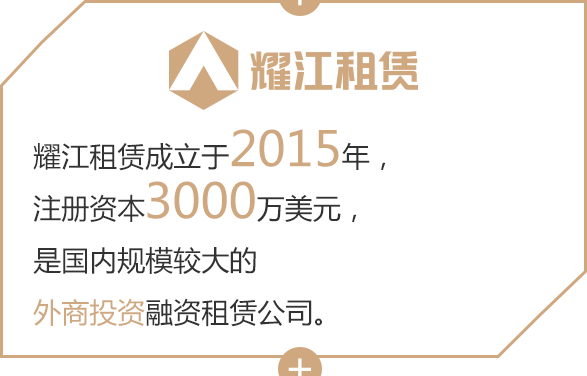 耀江租赁
耀江租赁成立于2015年，
注册资本3000万美元，
是国内规模较大的
外商投资融资租赁公司。